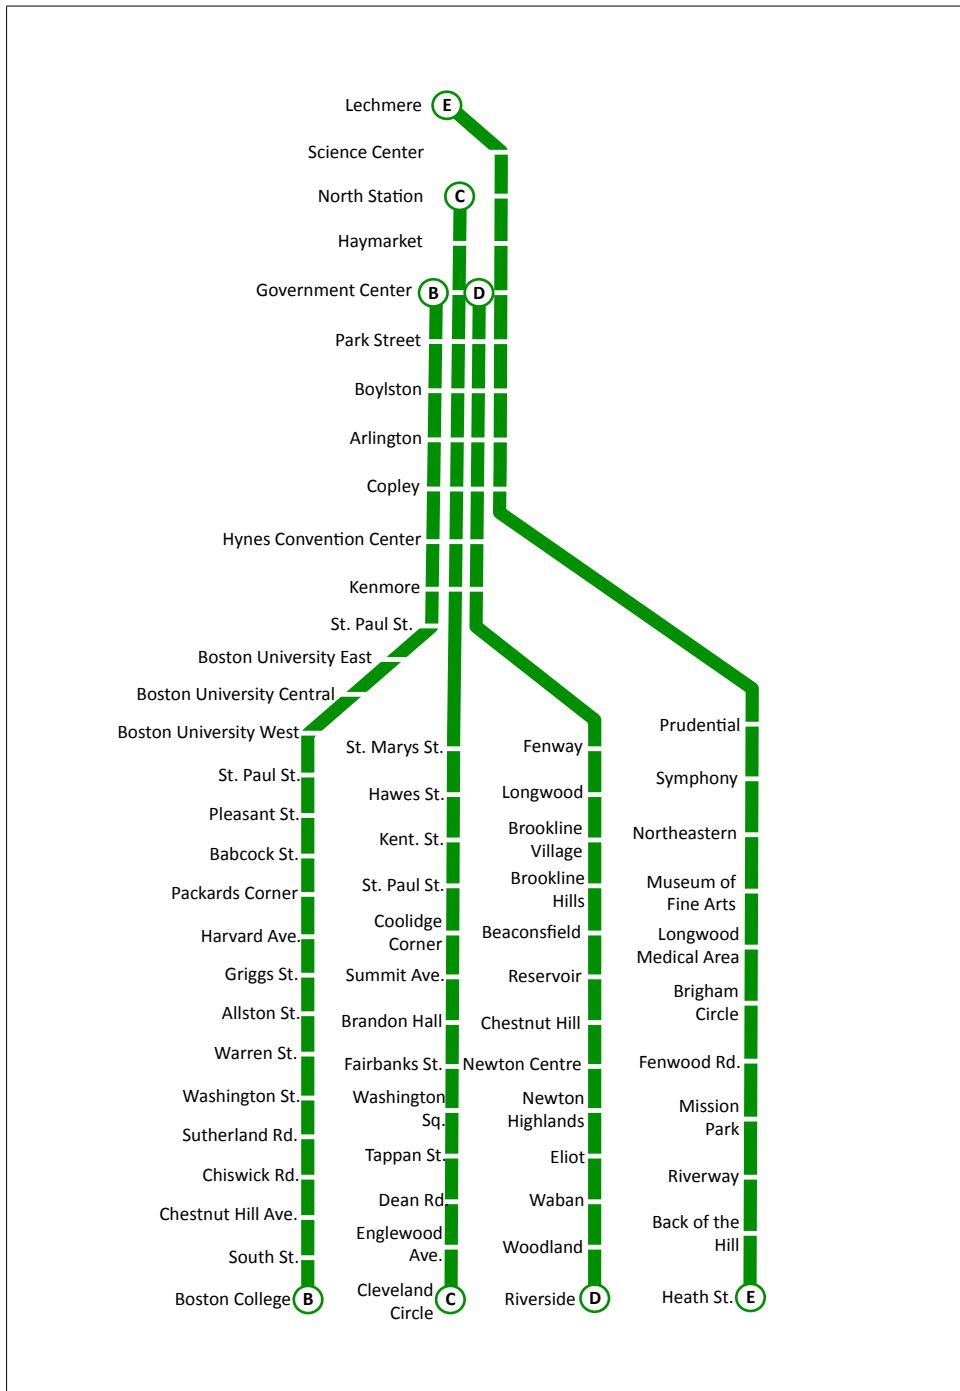 Lechmere E
Science Center
North Station C
Haymarket
Government Center B D
Park Street
Boylston
Arlington
Copley
Hynes Convention Center
Kenmore
St. Paul St.
Boston University East
Boston University Central
Boston University West
St. Paul St.
Pleasant St.
Babcock St.
Packards Corner
Harvard Ave.
Griggs St.
Allston St.
Warren St.
Washington St.
Sutherland Rd.
Chiswick Rd.
Chestnut Hill Ave.
South St.
Boston College B
St. Marys St.
Hawes St.
Kent. St.
St. Paul St.
Coolidge
Corner
Summit Ave.
Brandon Hall
Fairbanks St.
Washington
Sq.
Tappan St.
Dean Rd.
Englewood
Ave.
Cleveland
Circle C
Fenway
Longwood
Brookline
Village
Brookline
Hills
Beaconsfield
Reservoir
Chestnut Hill
Newton Centre
Newton
Highlands
Eliot
Waban
Woodland
Riverside D
Prudential
Symphony
Northeastern
Museum of
Fine Arts
Longwood
Medical Area
Brigham
Circle
Fenwood Rd.
Mission
Park
Riverway
Back of the
Hill
Heath St. E